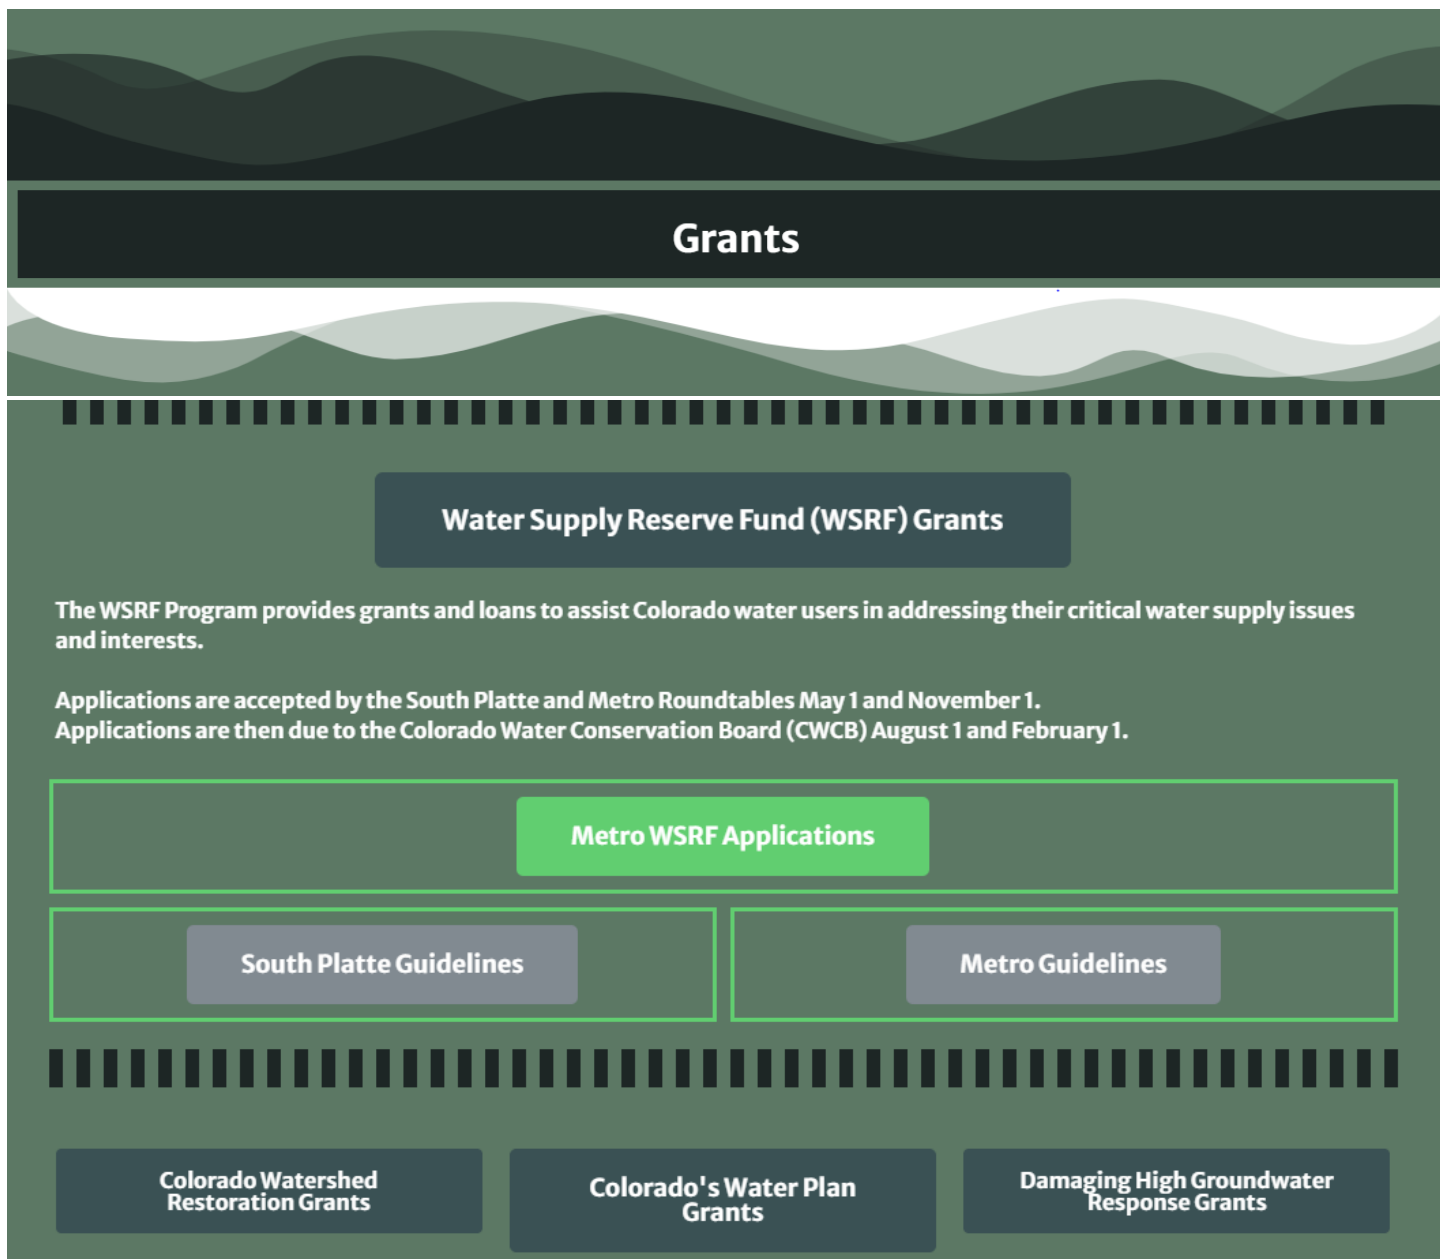 Grants
Water Supply Reserve Fund (WSRF) Grants
The WSRF Program provides grants and loans to assist Colorado water users in addressing their critical water supply issues
and interests.
Applications are accepted by the South Platte and Metro Roundtables May 1 and November 1.
Applications are then due to the Colorado Water Conservation Board (CWCB) August 1 and February 1.
Metro WSRF Applications
South Platte Guidelines
Metro Guidelines
Colorado Watershed
Restoration Grants
Colorado's Water Plan
Grants
Damaging High Groundwater
Response Grants